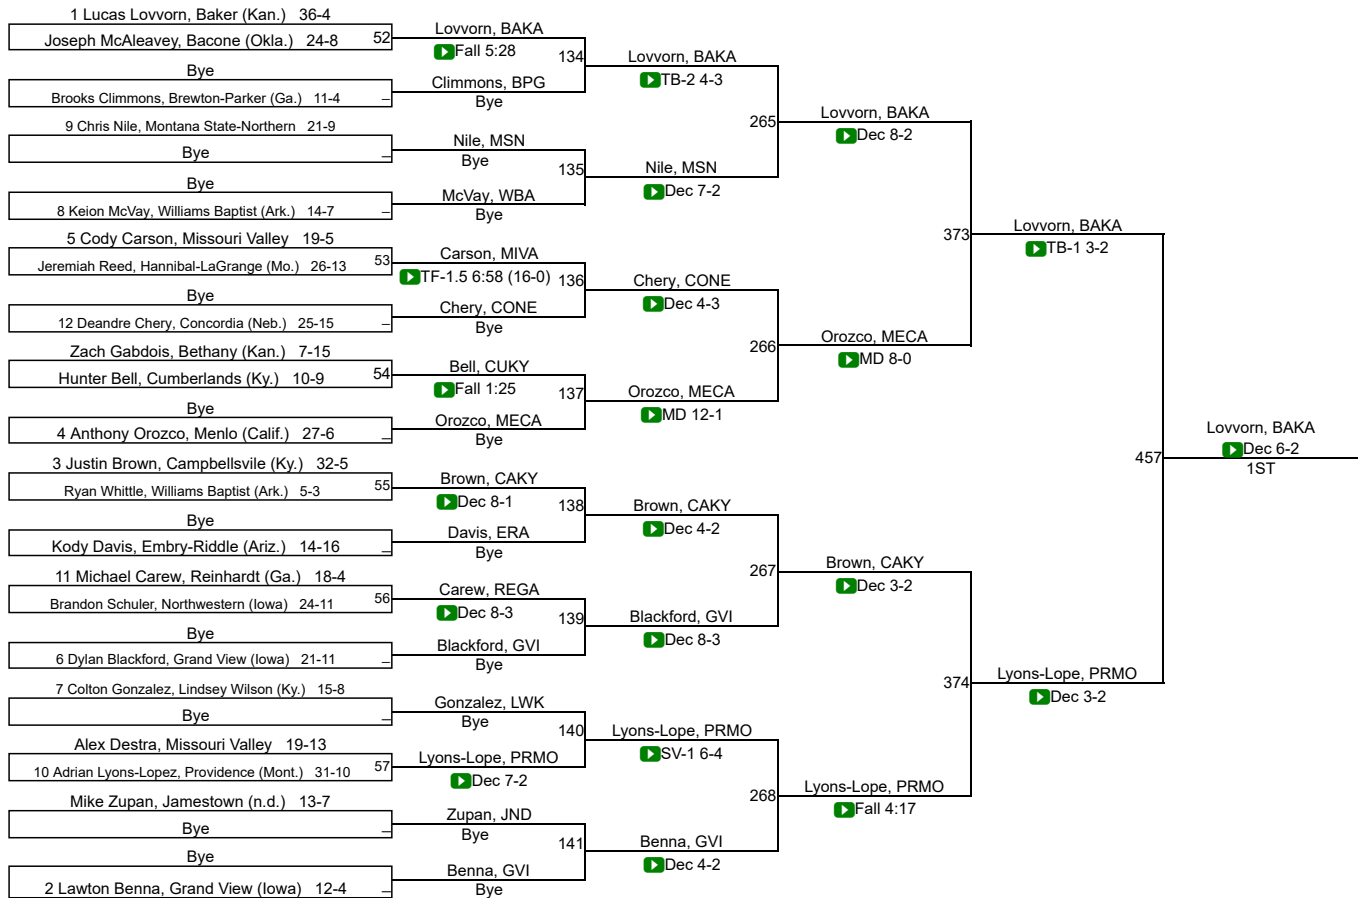 1 Lucas Lovvorn, Baker (Kan.) 36-4
Joseph McAleavey, Bacone (Okla.) 24-8
52
Bye
Brooks Climmons, Brewton-Parker (Ga.) 11-4
_
9 Chris Nile, Montana State-Northern 21-9
Bye
_
Bye
8 Keion McVay, Williams Baptist (Ark.) 14-7
_
5 Cody Carson, Missouri Valley 19-5
Jeremiah Reed, Hannibal-LaGrange (Mo.) 26-13
53
Bye
12 Deandre Chery, Concordia (Neb.) 25-15
_
Zach Gabdois, Bethany (Kan.) 7-15
Hunter Bell, Cumberlands (Ky.) 10-9
54
Bye
4 Anthony Orozco, Menlo (Calif.) 27-6
_
3 Justin Brown, Campbellsvile (Ky.) 32-5
Ryan Whittle, Williams Baptist (Ark.) 5-3
55
Bye
Kody Davis, Embry-Riddle (Ariz.) 14-16
_
11 Michael Carew, Reinhardt (Ga.) 18-4
Brandon Schuler, Northwestern (Iowa) 24-11
56
Bye
6 Dylan Blackford, Grand View (Iowa) 21-11
_
7 Colton Gonzalez, Lindsey Wilson (Ky.) 15-8
Bye
_
Alex Destra, Missouri Valley 19-13
10 Adrian Lyons-Lopez, Providence (Mont.) 31-10
57
Mike Zupan, Jamestown (n.d.) 13-7
Bye
_
Bye
2 Lawton Benna, Grand View (Iowa) 12-4
_
Lovvorn, BAKA
Fall 5:28
134
Climmons, BPG
Bye
Nile, MSN
Bye
135
McVay, WBA
Bye
Carson, MIVA
TF-1.5 6:58 (16-0)
136
Chery, CONE
Bye
Bell, CUKY
Fall 1:25
137
Orozco, MECA
Bye
Brown, CAKY
Dec 8-1
138
Davis, ERA
Bye
Carew, REGA
Dec 8-3
139
Blackford, GVI
Bye
Gonzalez, LWK
Bye
140
Lyons-Lope, PRMO
Dec 7-2
Zupan, JND
Bye
141
Benna, GVI
Bye
Lovvorn, BAKA
TB-2 4-3
265
Nile, MSN
Dec 7-2
Chery, CONE
Dec 4-3
266
Orozco, MECA
MD 12-1
Brown, CAKY
Dec 4-2
267
Blackford, GVI
Dec 8-3
Lyons-Lope, PRMO
SV-1 6-4
268
Benna, GVI
Dec 4-2
Lovvorn, BAKA
Dec 8-2
373
Orozco, MECA
MD 8-0
Brown, CAKY
Dec 3-2
374
Lyons-Lope, PRMO
Fall 4:17
Lovvorn, BAKA
TB-1 3-2
457
Lyons-Lope, PRMO
Dec 3-2
Lovvorn, BAKA
Dec 6-2
1ST